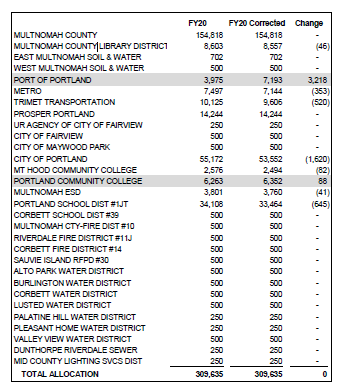 FY20 FY20 Corrected Change
MULTNOMAH COUNTY 154,818 154,818 -
MULTNOMAH COUNTY LIBRARY DISTRICT 8,603 8,557 (46)
EAST MULTNOMAH SOIL & WATER 702 702 -
WEST MULTNOMAH SOIL & WATER 500 500 -
PORT OF PORTLAND 3,975 7,193 3,218
METRO 7,497 7,144 (353)
TRIMET TRANSPORTATION 10,125 9,606 (520)
PROSPER PORTLAND 14,244 14,244 -
UR AGENCY OF CITY OF FAIRVIEW 250 250 -
CITY OF FAIRVIEW 500 500 -
CITY OF MAYWOOD PARK 500 500 -
CITY OF PORTLAND 55,172 53,552 (1,620)
MT HOOD COMMUNITY COLLEGE 2,576 2,494 (82)
PORTLAND COMMUNITY COLLEGE 6,263 6,352 88
MULTNOMAH ESD 3,801 3,760 (41)
PORTLAND SCHOOL DIST #1JT 34,108 33,464 (645)
CORBETT SCHOOL DIST #39 500 500 -
MULTNOMAH CTY-FIRE DIST #10 500 500 -
RIVERDALE FIRE DISTRICT #11J 500 500 -
CORBETT FIRE DISTRICT #14 500 500 -
SAUVIE ISLAND RFPD #30 500 500 -
ALTO PARK WATER DISTRICT 500 500 -
BURLINGTON WATER DISTRICT 500 500 -
CORBETT WATER DISTRICT 500 500 -
LUSTED WATER DISTRICT 500 500 -
PALATINE HILL WATER DISTRICT 250 250 -
PLEASANT HOME WATER DISTRICT 500 500 -
VALLEY VIEW WATER DISTRICT 500 500 -
DUNTHORPE RIVERDALE SEWER 250 250 -
MID COUNTY LIGHTING SVCS DIST 250 250 -
TOTAL ALLOCATION 309,635 309,635 0